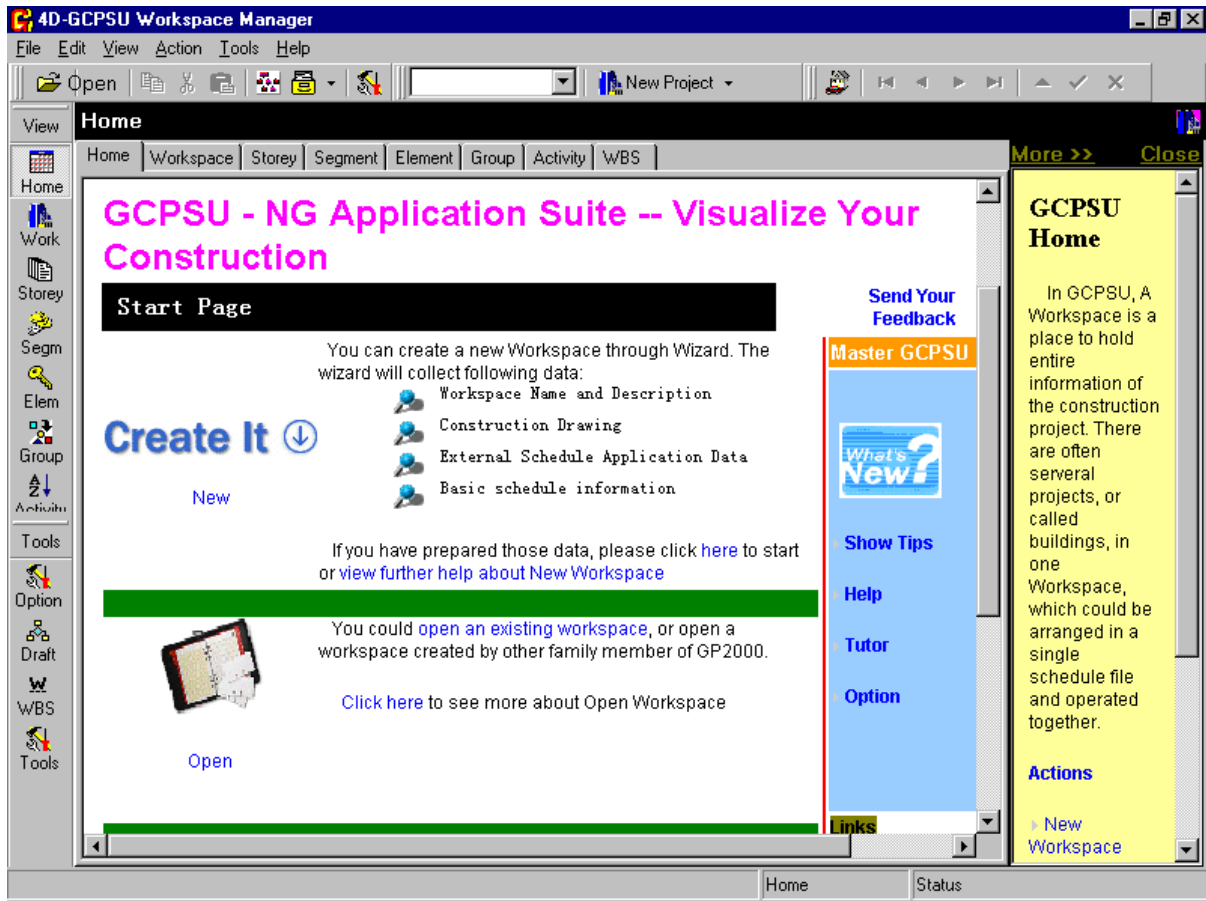 4D-GCPSU Workspace Manager
File Edit View Action Tools Help
Open New Project
View
Home
Work
Storey
Segm
Elem
Group
Activity
Tools
Option
Draft
WBS
Tools
Home
Home Workspace Storey Segment Element Group Activity WBS
GCPSU - NG Application Suite -- Visualize Your
Construction
Start Page
You can create a new Workspace through Wizard. The
wizard will collect following data:
Workspace Name and Description
Construction Drawing
External Schedule Application Data
Basic schedule information
Create It
New
If you have prepared those data, please click here to start
or view further help about New Workspace
You could open an existing workspace, or open a
workspace created by other family member of GP2000.
Click here to see more about Open Workspace
Open
Send Your
Feedback
Master GCPSU
What's
New?
Show Tips
Help
Tutor
Option
Links
More >> Close
GCPSU
Home
In GCPSU, A
Workspace is a
place to hold
entire
information of
the construction
project. There
are often
serveral
projects, or
called
buildings, in
one
Workspace,
which could be
arranged in a
single
schedule file
and operated
together.
Actions
New
Workspace
Home Status